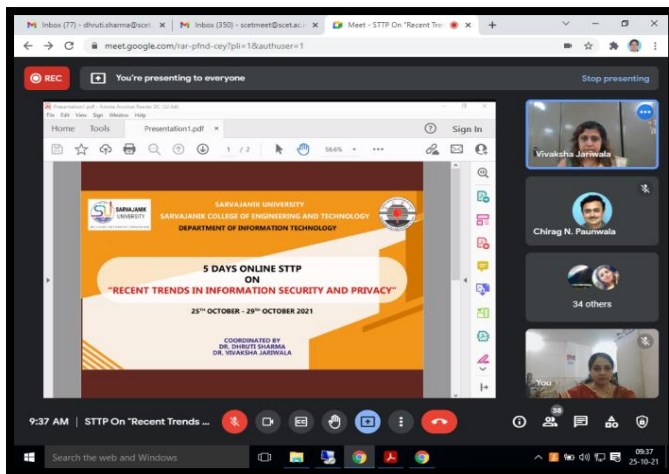 Inbox (77) - dhruti.sharma@scet.
Inbox (350) - scetmeet@scet.ac.i
Meet - STTP On "Recent Tre
meet.google.com/rar-pfnd-cey?pli=1&authuser=1
REC
You're presenting to everyone
Stop presenting
File Edit View Sign Window Help
Home Tools Presentation1.pdf
Sign In
1 / 2
56.6%
SARVAJANIK
UNIVERSITY
SARVAJANIK UNIVERSITY
SARVAJANIK COLLEGE OF ENGINEERING AND TECHNOLOGY
DEPARTMENT OF INFORMATION TECHNOLOGY
5 DAYS ONLINE STTP
ON
"RECENT TRENDS IN INFORMATION SECURITY AND PRIVACY"
25TH OCTOBER - 29TH OCTOBER 2021
COORDINATED BY
DR. DHRUTI SHARMA
DR. VIVAKSHA JARIWALA
Vivaksha Jariwala
Chirag N. Paunwala
34 others
You
9:37 AM | STTP On "Recent Trends ...
38
Search the web and Windows
09:37
25-10-21